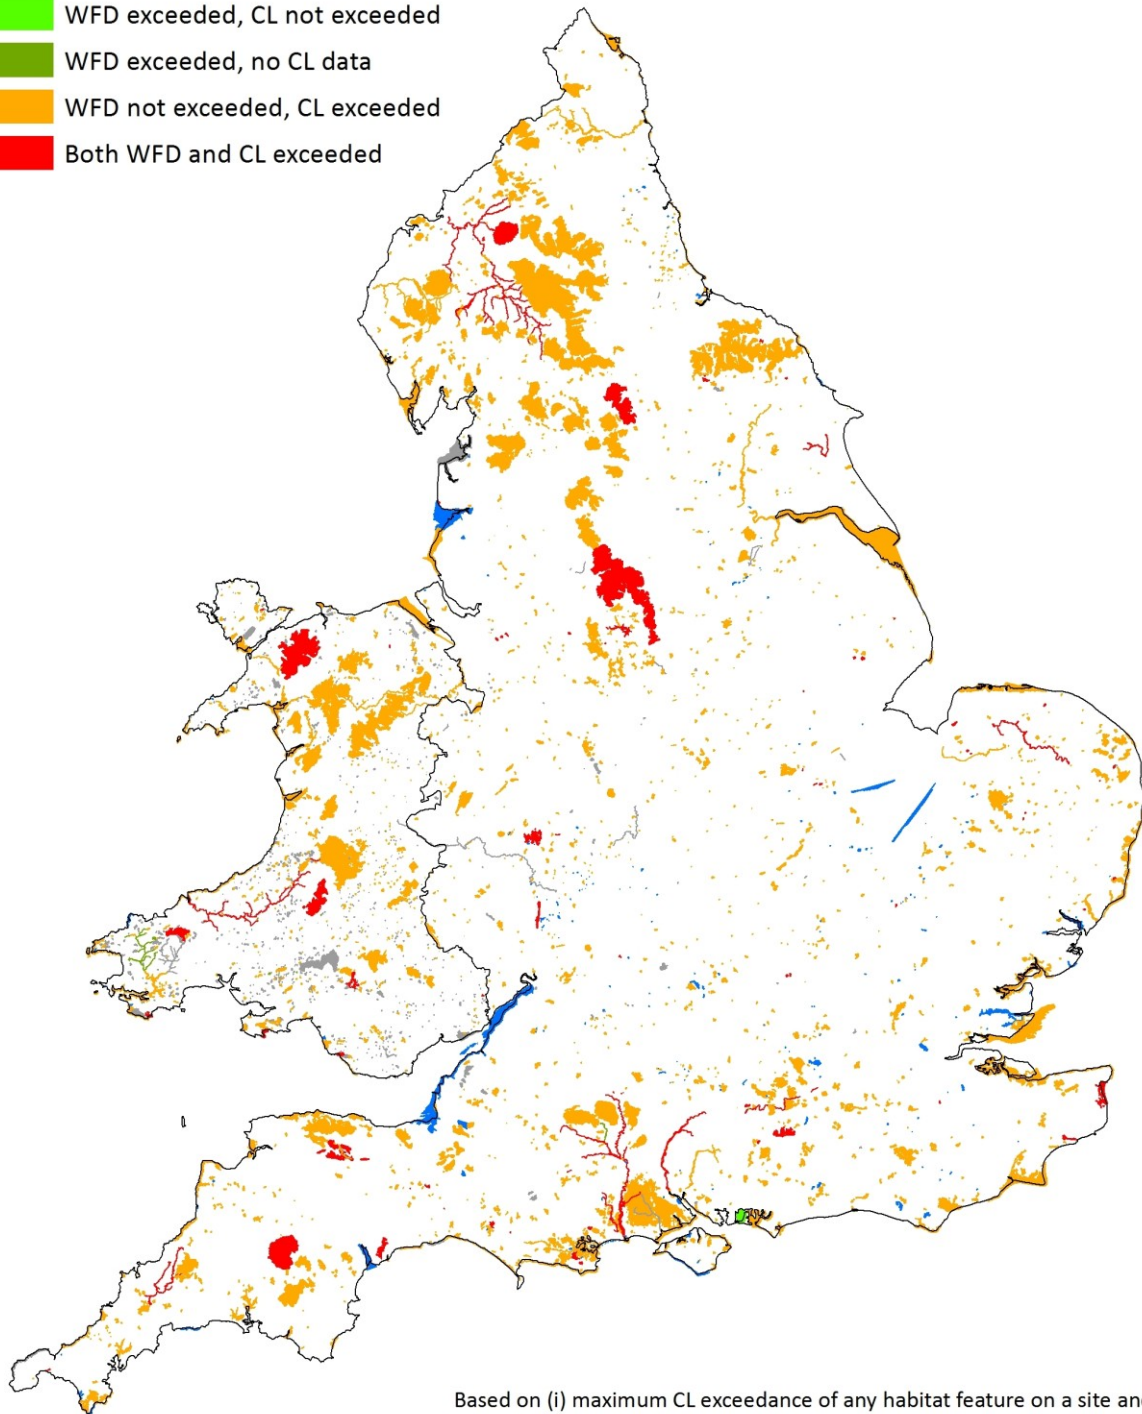 WFD exceeded, CL not exceeded
WFD exceeded, no CL data
WFD not exceeded, CL exceeded
Both WFD and CL exceeded
Based on (i) maximum CL exceedance of any habitat feature on a site an